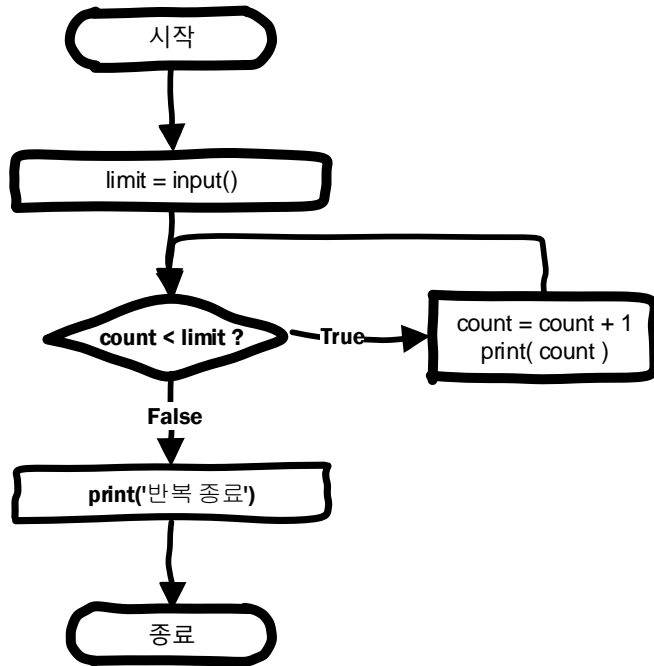 시작
limit = input()
count < limit ?
True
count = count + 1
print( count )
False
print('반복 종료')
종료